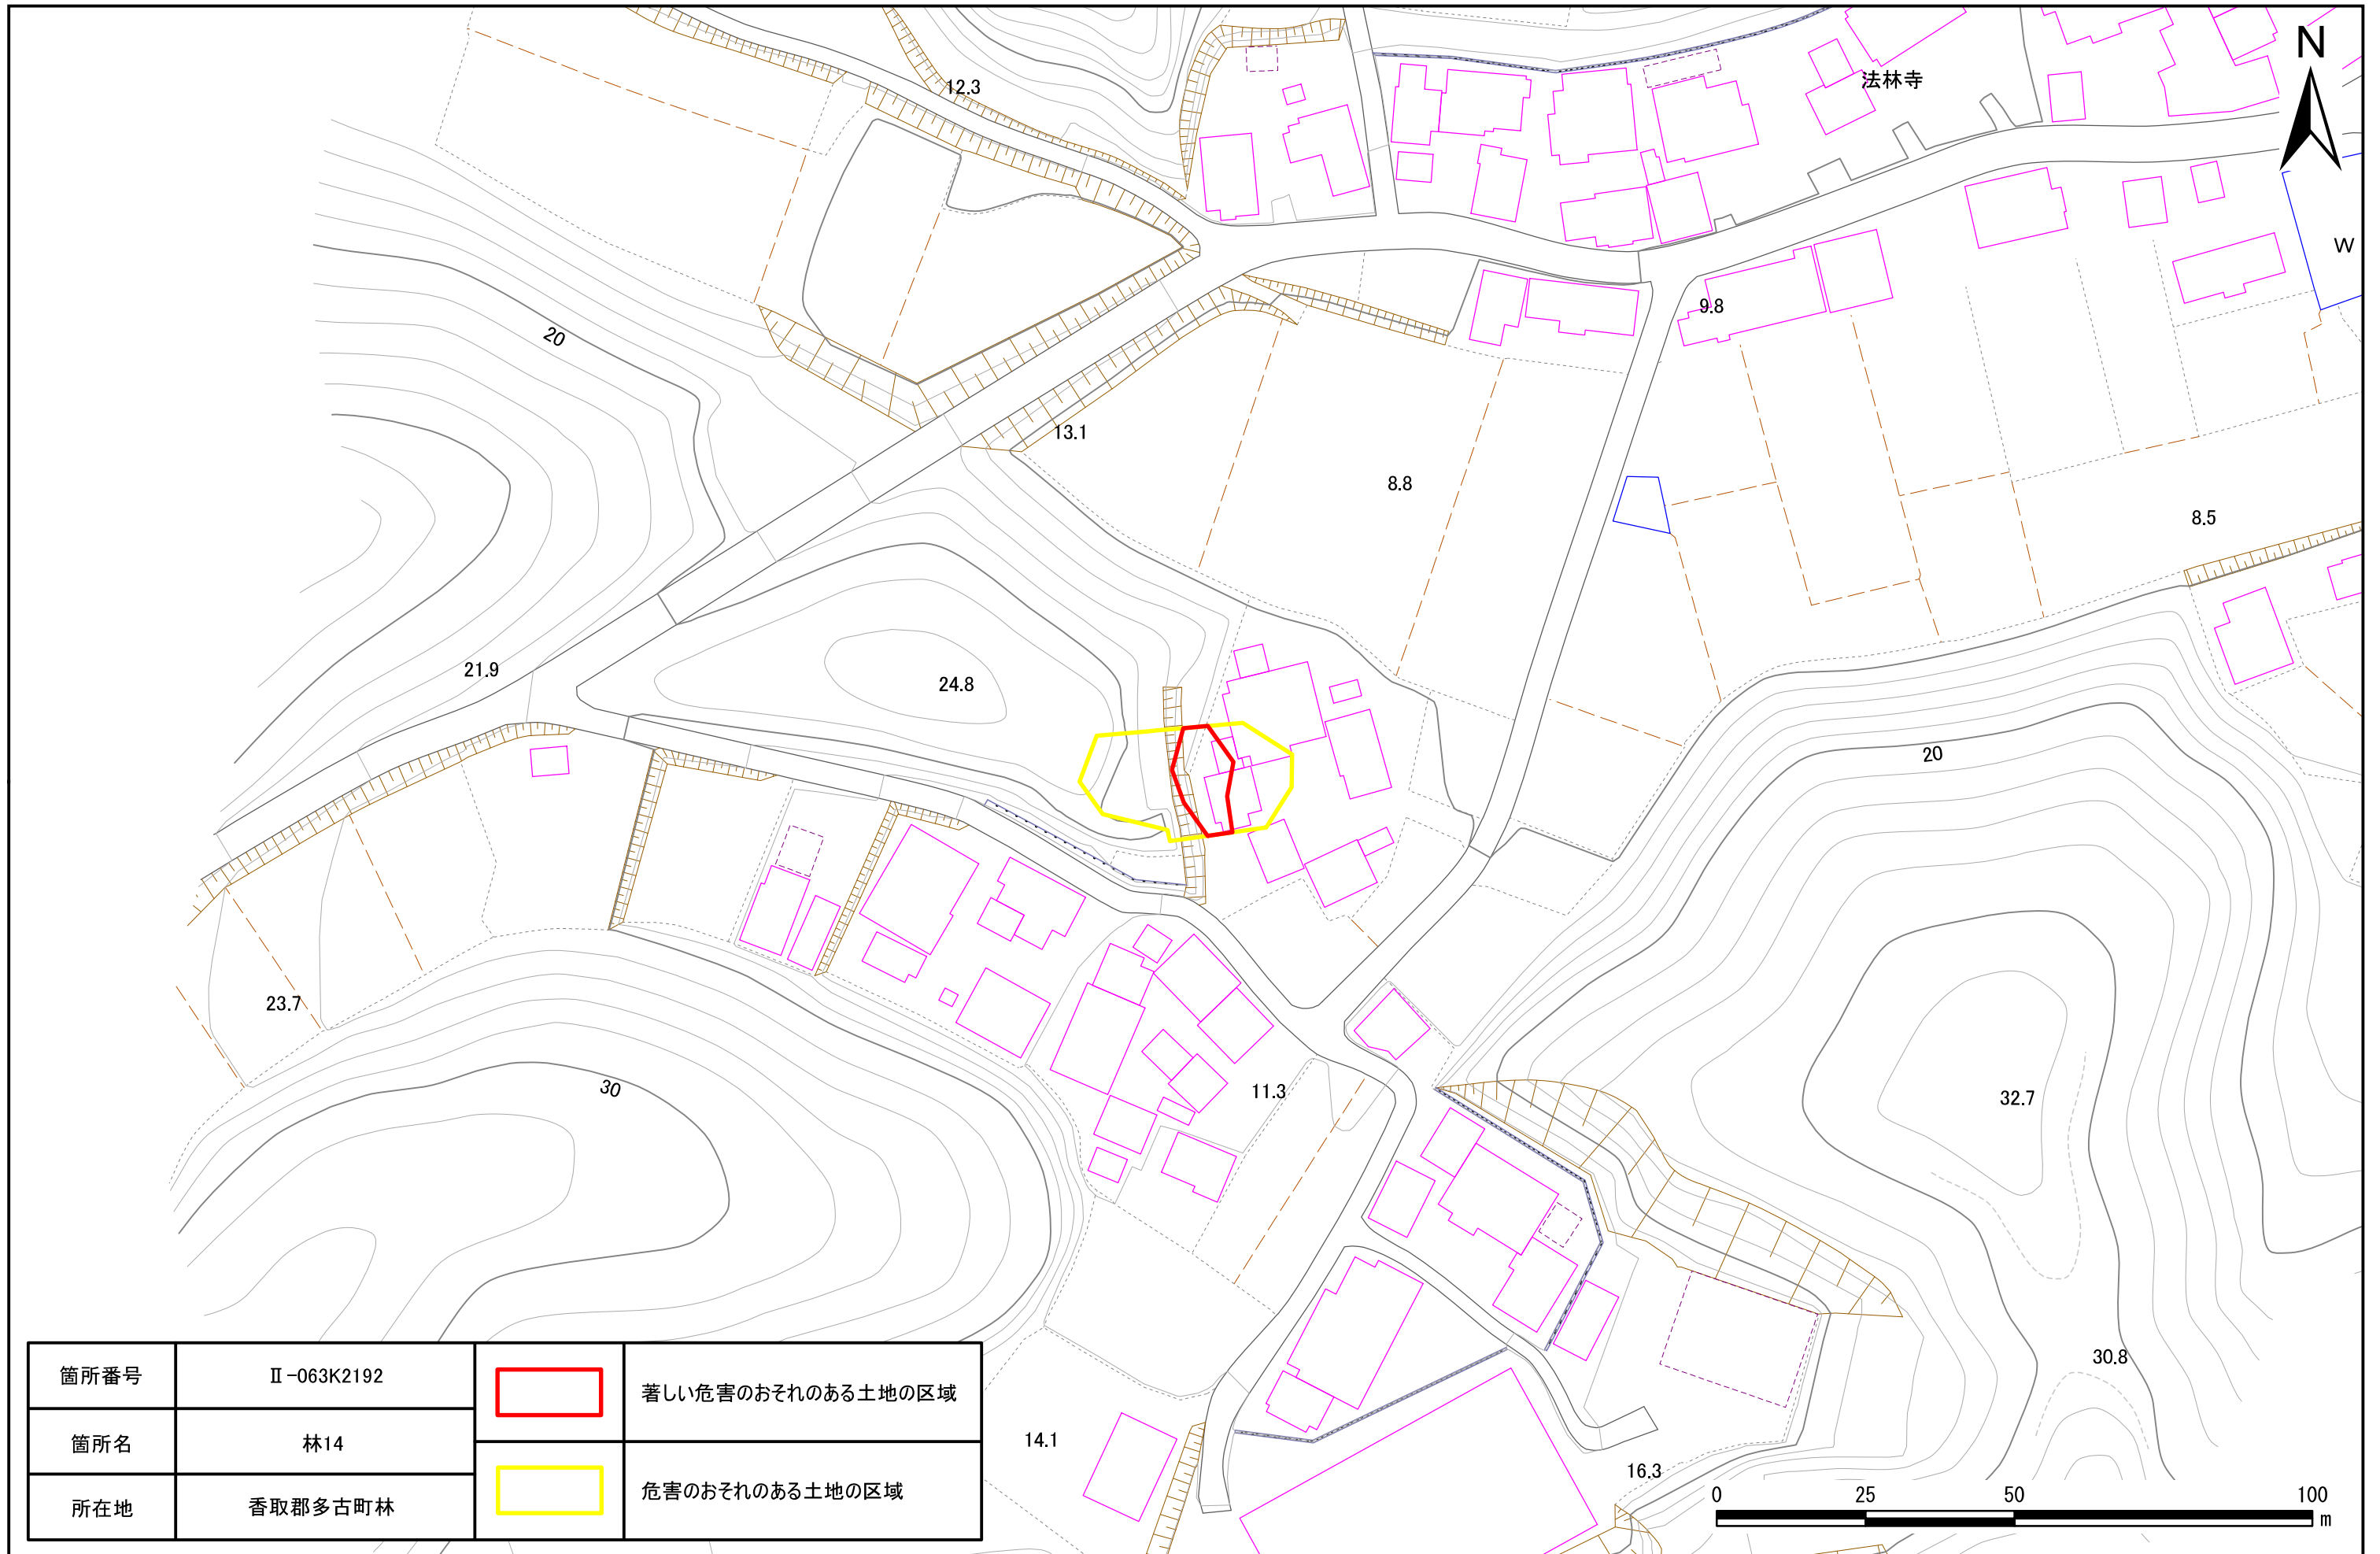 N
12.3
法林寺
W
9.8
20
13.1
8.8
8.5
21.9
24.8
20
23.7
30
11.3
32.7
30.8
14.1
16.3
箇所番号 Ⅱ-063K2192
箇所名 林14
所在地 香取郡多古町林
著しい危害のおそれのある土地の区域
危害のおそれのある土地の区域
0 25 50 100
m